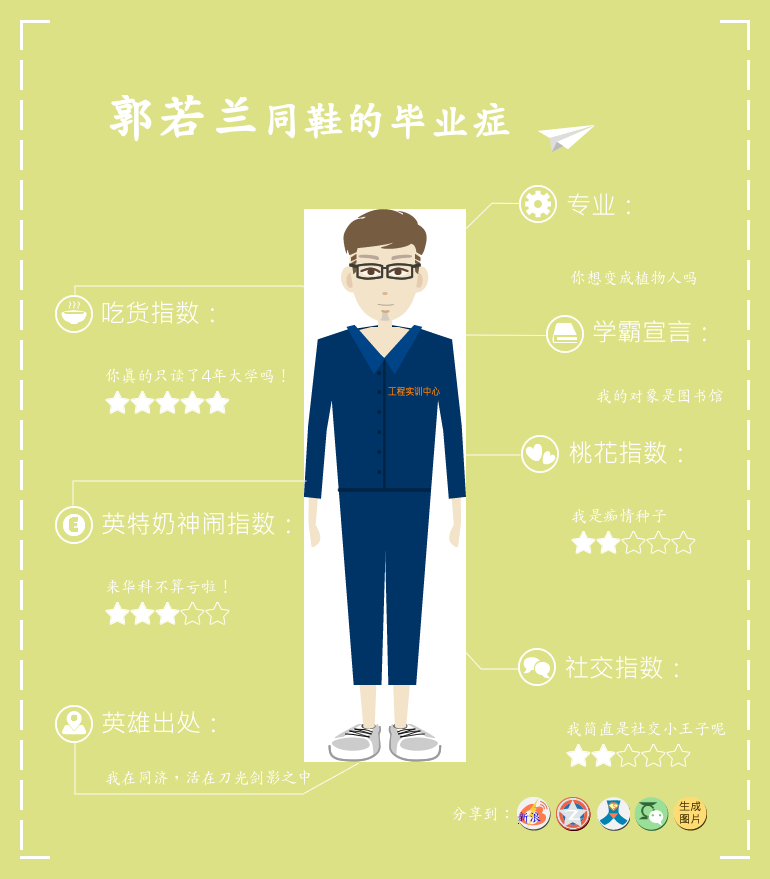 郭若兰同鞋的毕业症
专业：
你想变成植物人吗
吃货指数：
你真的只读了4年大学吗！
学霸宣言：
我的对象是图书馆
工程实训中心
桃花指数：
我是痴情种子
英特奶神闹指数：
来华科不算亏啦！
E
社交指数：
我简直是社交小王子呢
英雄出处：
我在同济，活在刀光剑影之中
分享到：
新浪
生成
图片